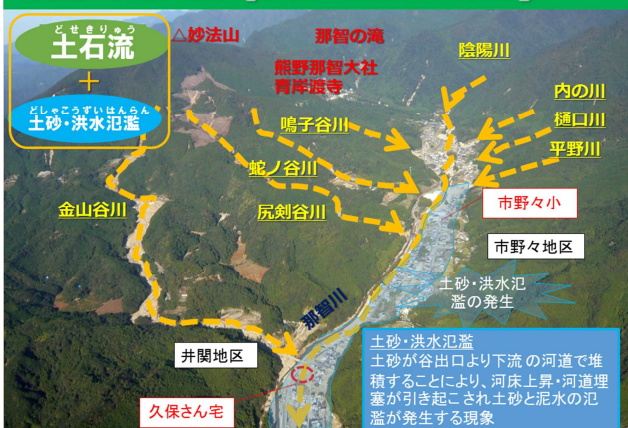 どせきりゅう
土石流
+
どしゃこうずいはんらん
土砂・洪水氾濫
△妙法山
那智の滝
熊野那智大社
青岸渡寺
陰陽川
内の川
樋口川
平野川
鳴子谷川
蛇ノ谷川
尻剣谷川
金山谷川
市野々小
市野々地区
土砂・洪水氾
濫の発生
那智川
井関地区
久保さん宅
土砂・洪水氾濫
土砂が谷出口より下流の河道で堆
積することにより、河床上昇・河道埋
塞が引き起こされ土砂と泥水の氾
濫が発生する現象